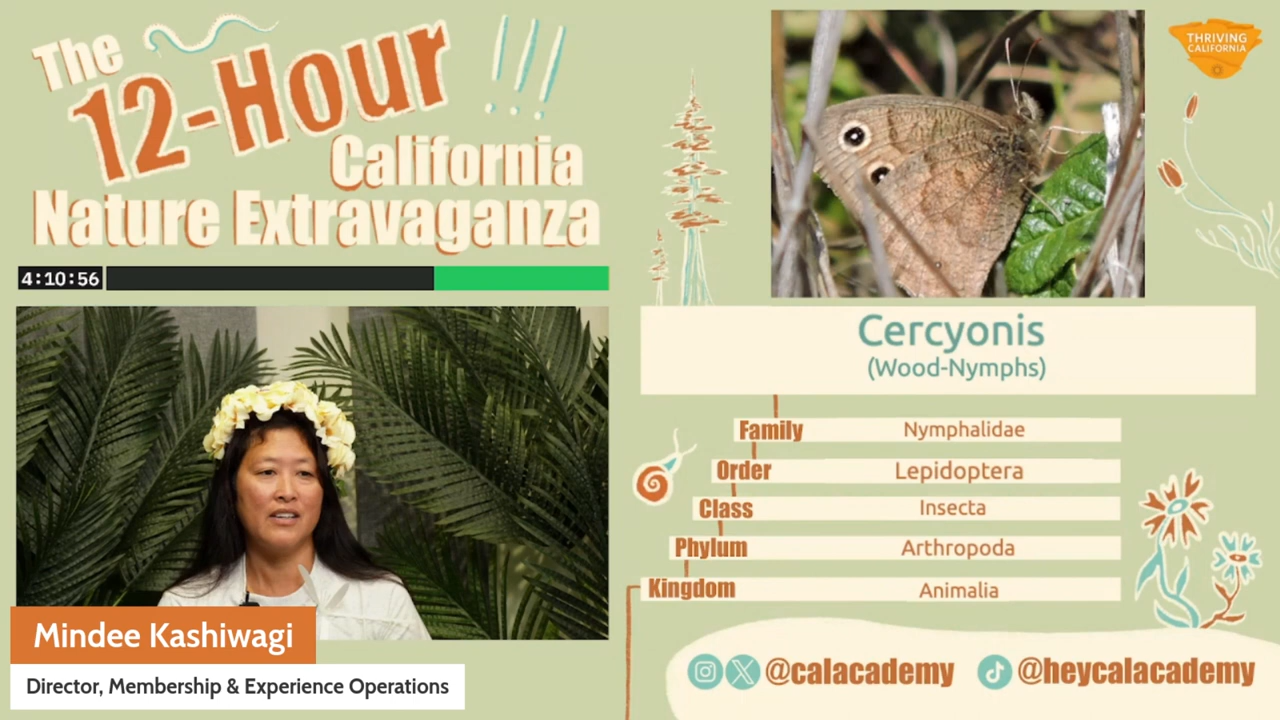 The
12-Hour
California
Nature Extravaganza
!!!
4:10:56
Mindee Kashiwagi
Director, Membership & Experience Operations
THRIVING
CALIFORNIA
Cercyonis
(Wood-Nymphs)
Family Nymphalidae
Order Lepidoptera
Class Insecta
Phylum Arthropoda
Kingdom Animalia
@calacademy @heycalacademy